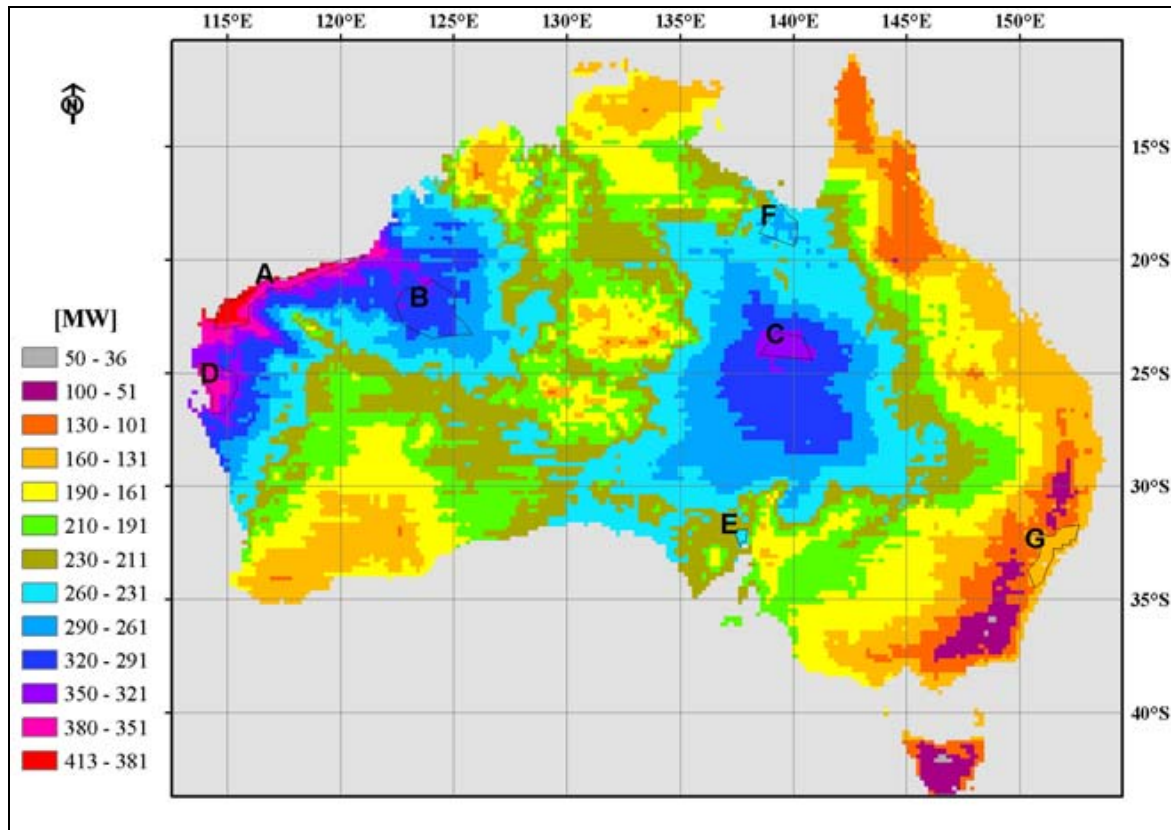 115°E 120°E 125°E 130°E 135°E 140°E 145°E 150°E
N
15°S
F
20°S
A
B
[MW]
50 - 36
C
100 - 51
D
25°S
130 - 101
160 - 131
190 - 161
30°S
210 - 191
E
G
230 - 211
260 - 231
35°S
290 - 261
320 - 291
350 - 321
40°S
380 - 351
413 - 381